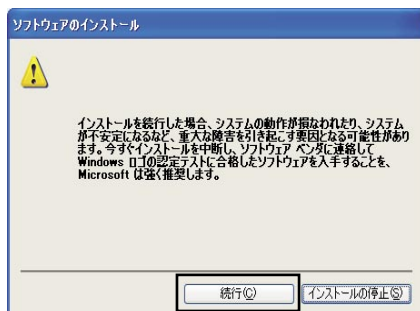 ソフトウェアのインストール
インストールを続行した場合、システムの動作が損なわれたり、システム
が不安定になるなど、重大な障害を引き起こす要因となる可能性があり
ます。今すぐインストールを中断し、ソフトウェア ベンダに連絡して
Windows ロゴの認定テストに合格したソフトウェアを入手することを、
Microsoft は強く推奨します。
続行(C)
インストールの停止(S)